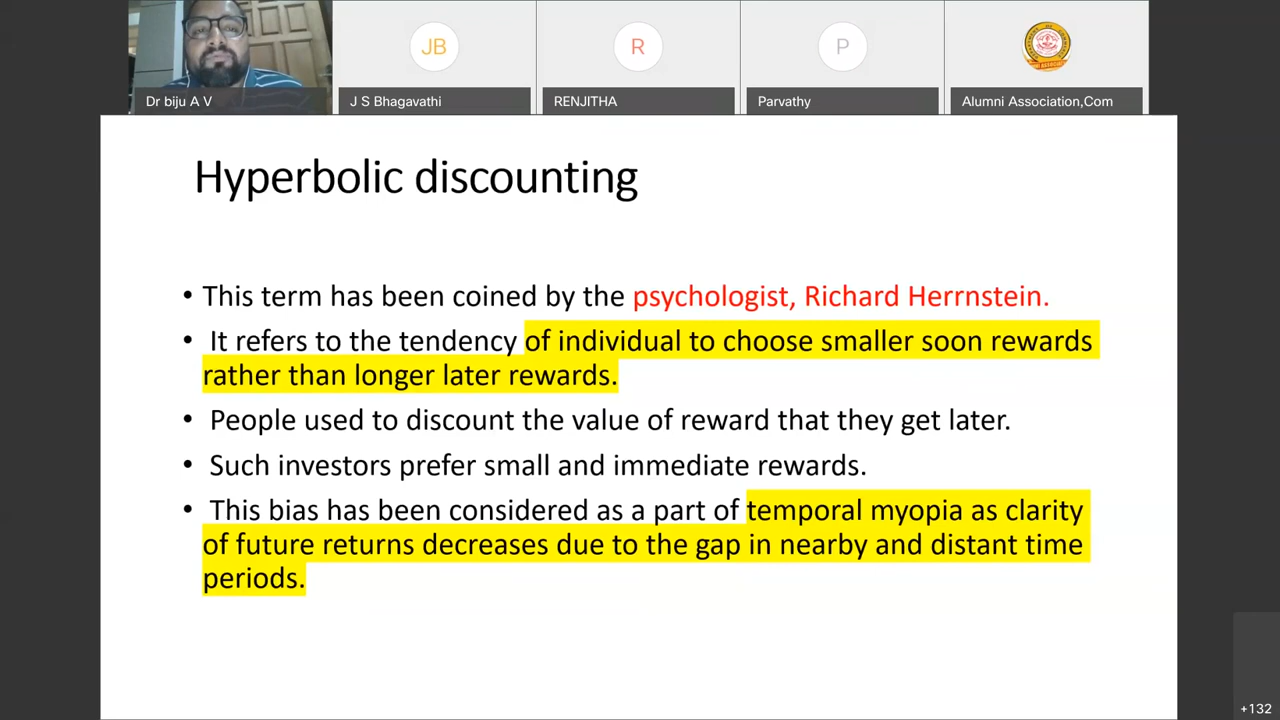 JB
R
P
Dr biju A V
J S Bhagavathi
RENJITHA
Parvathy
Alumni Association,Com
Hyperbolic discounting
• This term has been coined by the psychologist, Richard Herrnstein.
• It refers to the tendency of individual to choose smaller soon rewards
rather than longer later rewards.
• People used to discount the value of reward that they get later.
• Such investors prefer small and immediate rewards.
• This bias has been considered as a part of temporal myopia as clarity
of future returns decreases due to the gap in nearby and distant time
periods.
+132